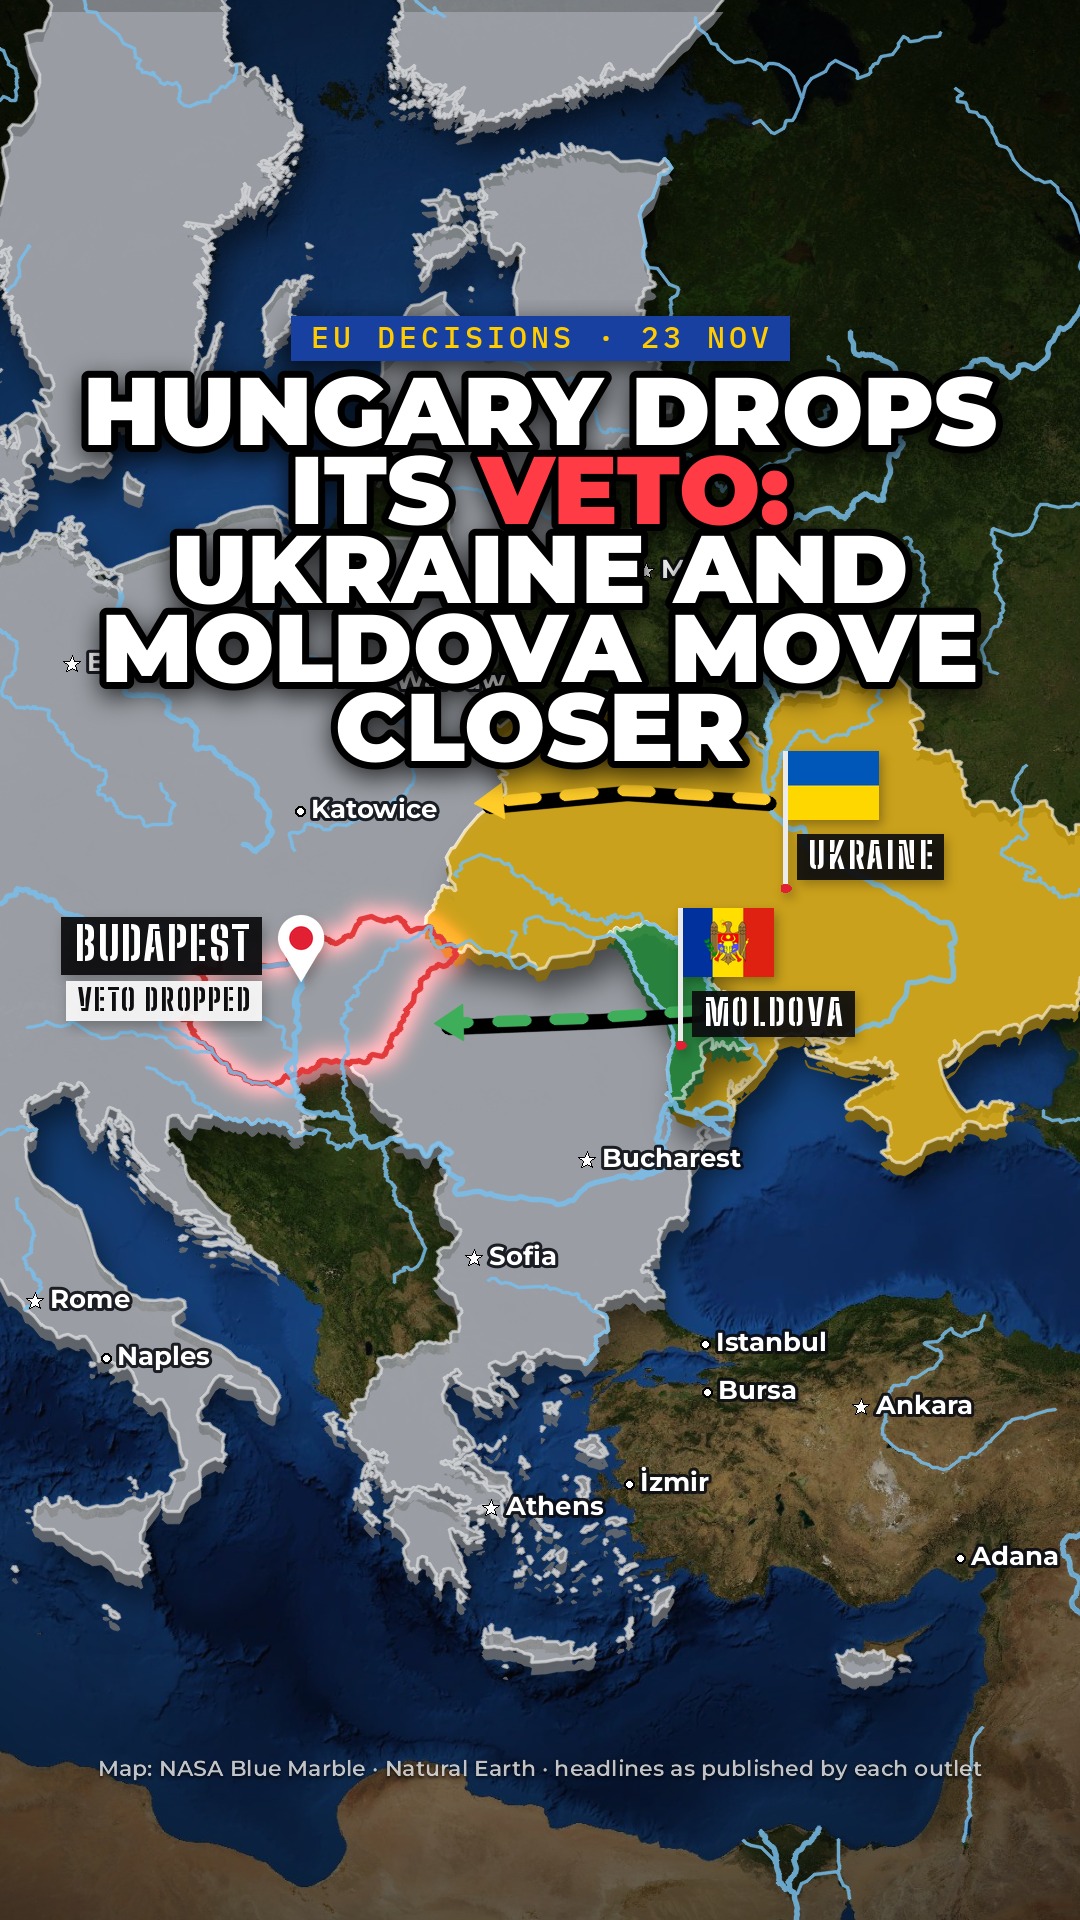 EU DECISIONS · 23 NOV
HUNGARY DROPS
ITS VETO:
UKRAINE AND
MOLDOVA MOVE
CLOSER
Katowice
UKRAINE
BUDAPEST
VETO DROPPED
MOLDOVA
Bucharest
Sofia
Rome
Naples
Istanbul
Bursa
Ankara
İzmir
Athens
Adana
Map: NASA Blue Marble · Natural Earth · headlines as published by each outlet